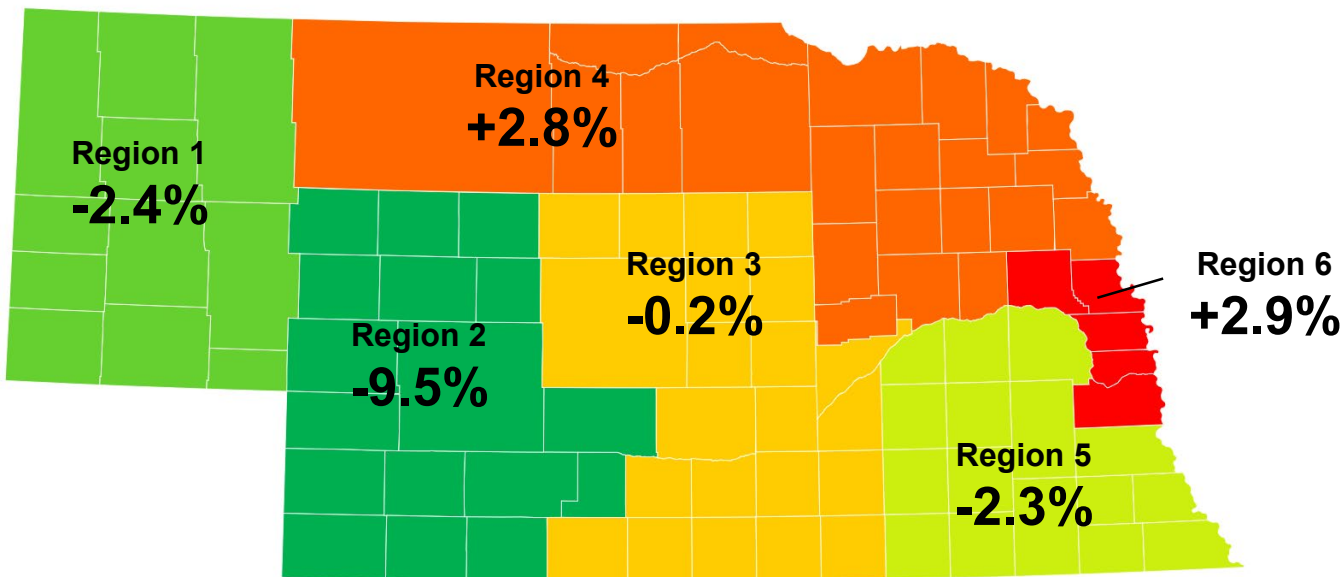 Region 4
+2.8%
Region 1
-2.4%
Region 3
-0.2%
Region 6
+2.9%
Region 2
-9.5%
Region 5
-2.3%